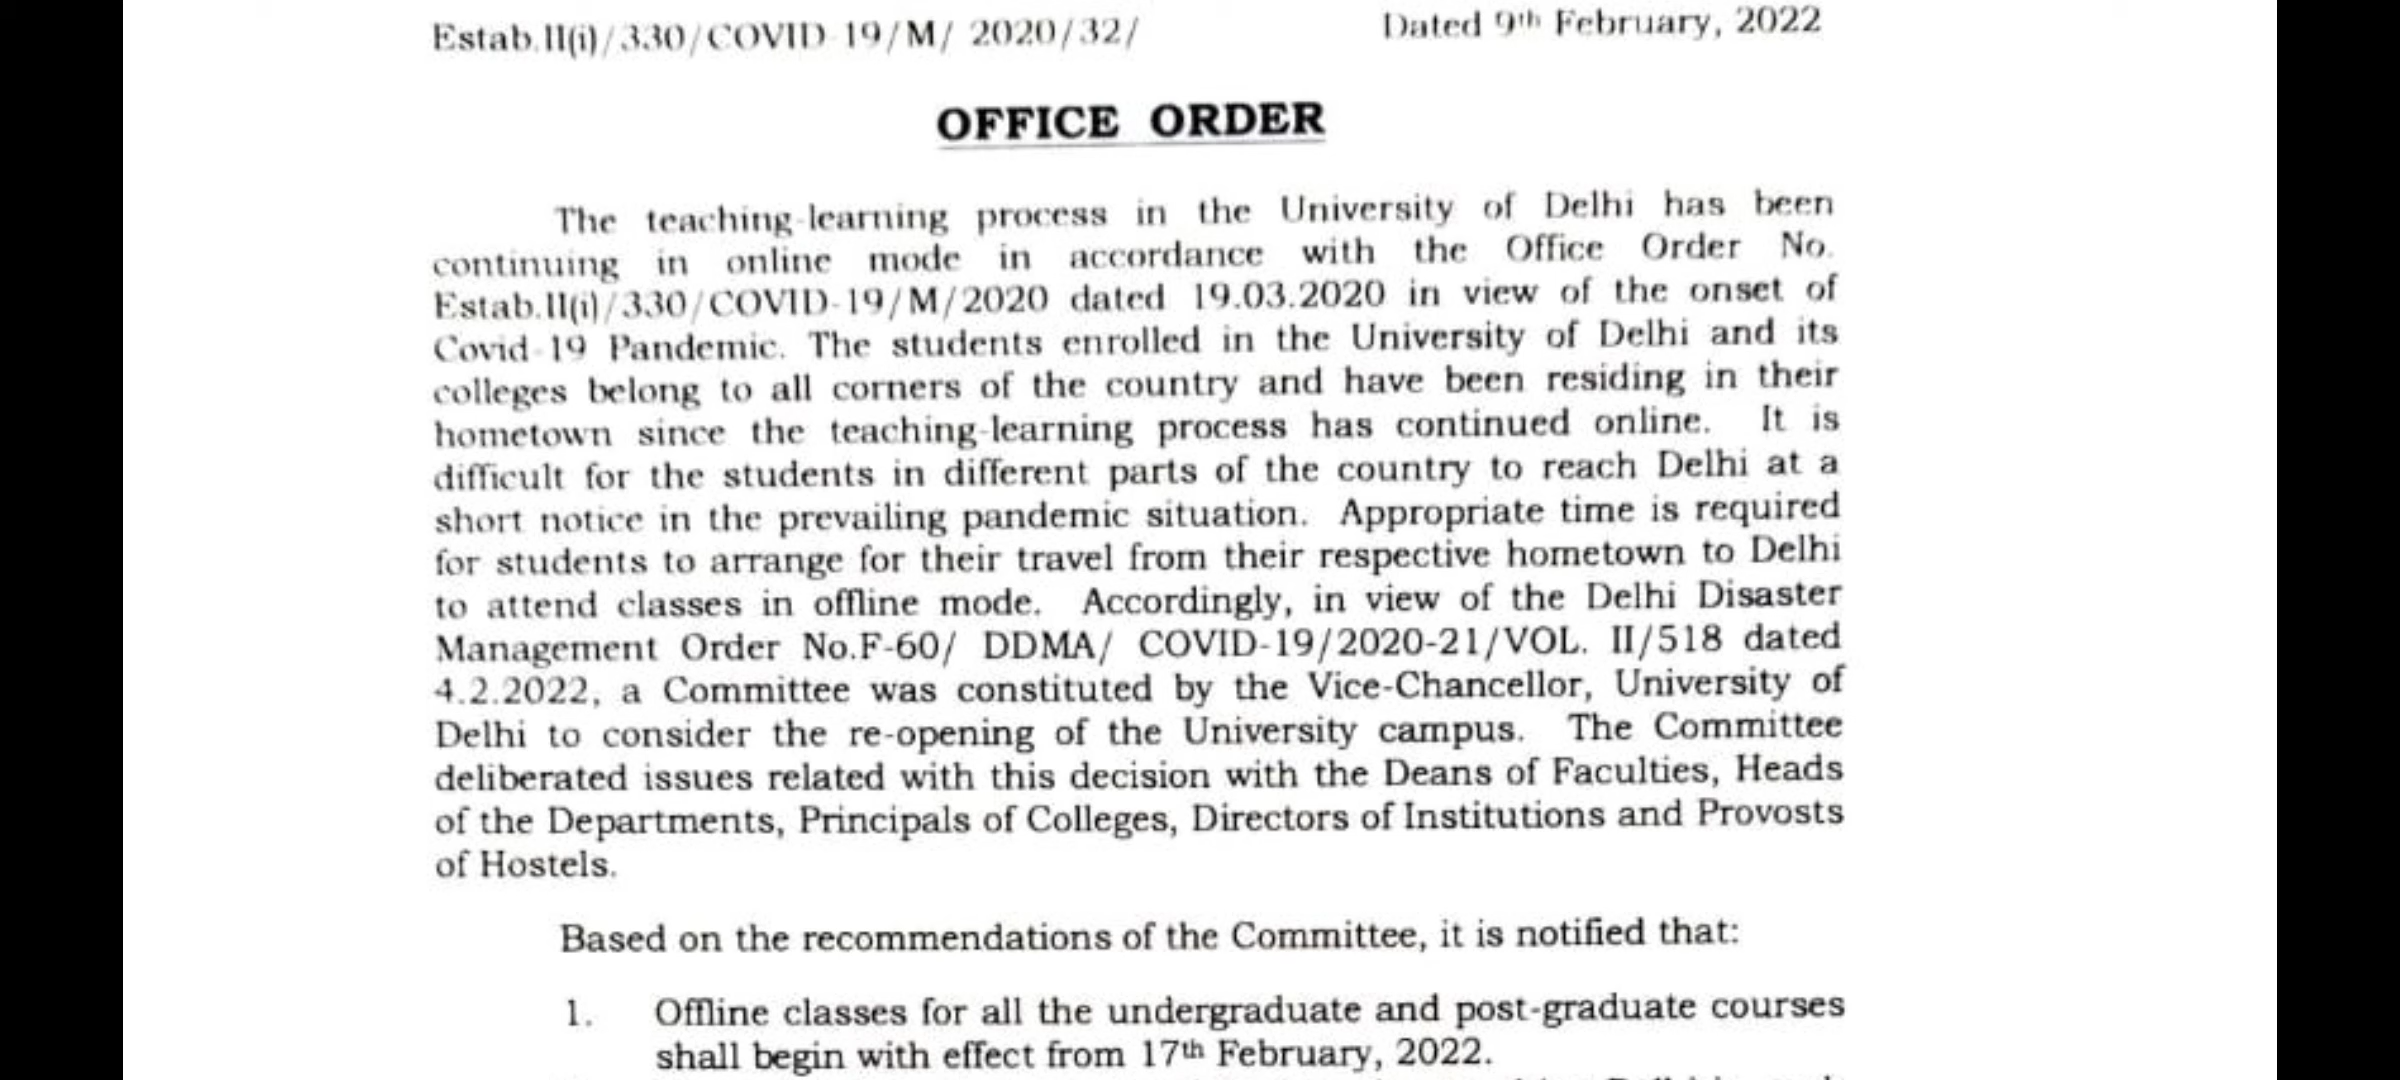 Estab.II(i)/330/COVID-19/M/ 2020/32/ Dated 9th February, 2022
OFFICE ORDER
The teaching-learning process in the University of Delhi has been
continuing in online mode in accordance with the Office Order No.
Estab.II(i)/330/COVID-19/M/2020 dated 19.03.2020 in view of the onset of
Covid-19 Pandemic. The students enrolled in the University of Delhi and its
colleges belong to all corners of the country and have been residing in their
hometown since the teaching-learning process has continued online. It is
difficult for the students in different parts of the country to reach Delhi at a
short notice in the prevailing pandemic situation. Appropriate time is required
for students to arrange for their travel from their respective hometown to Delhi
to attend classes in offline mode. Accordingly, in view of the Delhi Disaster
Management Order No.F-60/ DDMA/ COVID-19/2020-21/VOL. II/518 dated
4.2.2022, a Committee was constituted by the Vice-Chancellor, University of
Delhi to consider the re-opening of the University campus. The Committee
deliberated issues related with this decision with the Deans of Faculties, Heads
of the Departments, Principals of Colleges, Directors of Institutions and Provosts
of Hostels.
Based on the recommendations of the Committee, it is notified that:
1. Offline classes for all the undergraduate and post-graduate courses
shall begin with effect from 17th February, 2022.